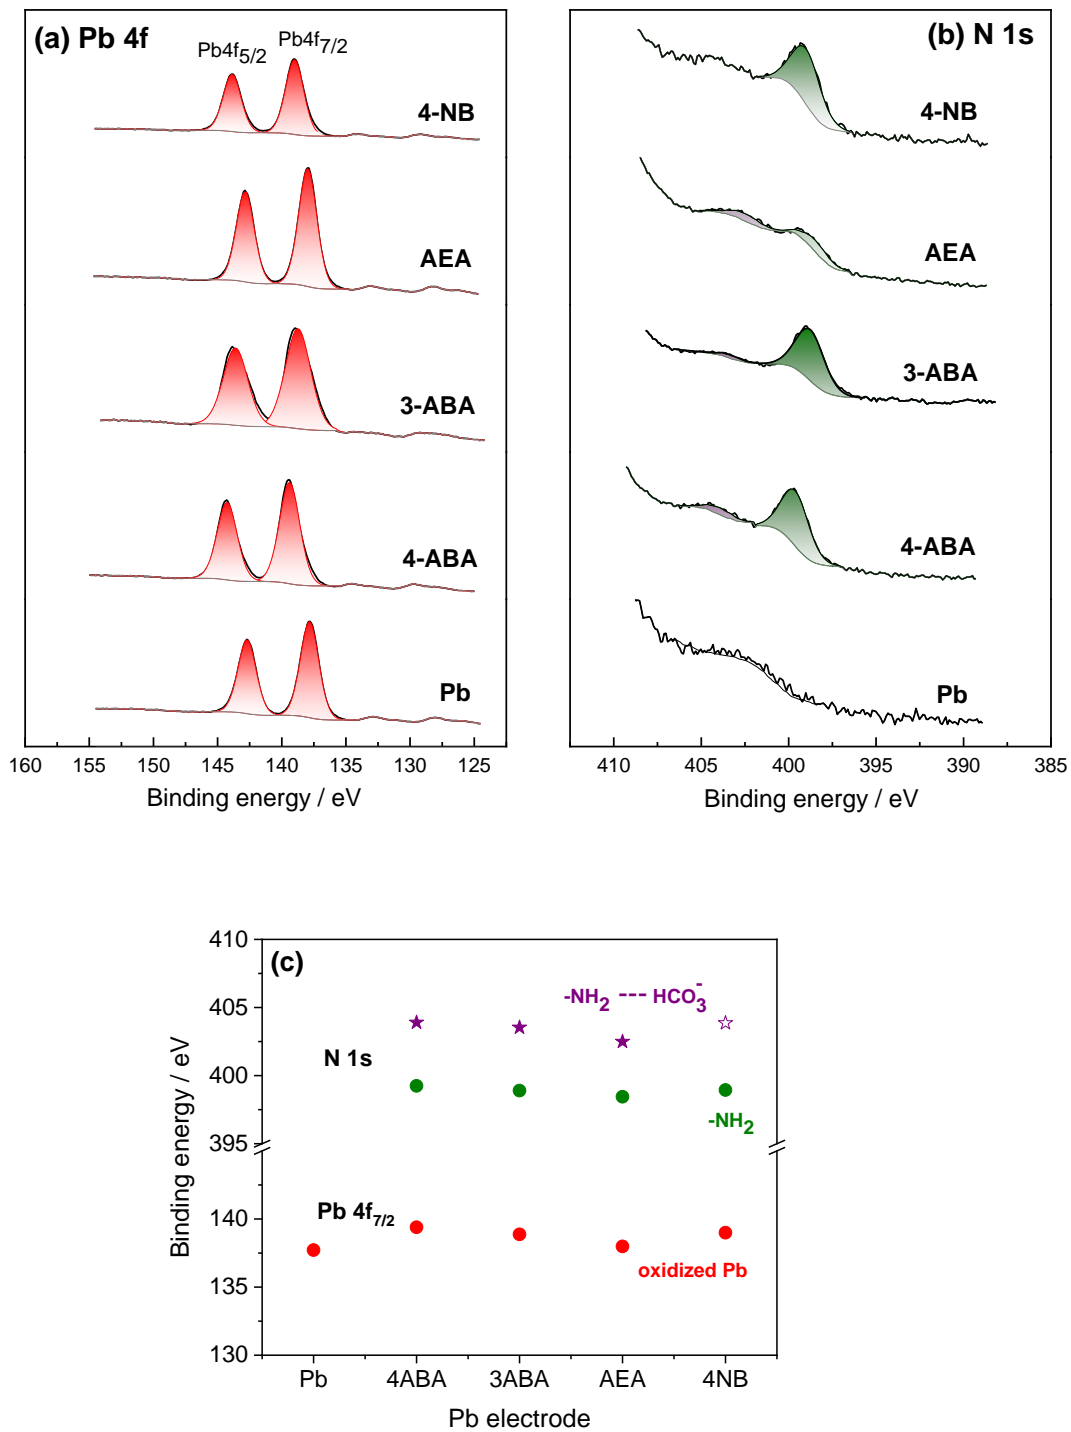 (a) Pb 4f
Pb4f5/2
Pb4f7/2
4-NB
AEA
3-ABA
4-ABA
Pb
160 155 150 145 140 135 130 125
Binding energy / eV
(b) N 1s
4-NB
AEA
3-ABA
4-ABA
Pb
410 405 400 395 390 385
Binding energy / eV
(c)
410
405
400
395
140
135
130
Binding energy / eV
-NH2 --- HCO3-
N 1s
-NH2
Pb 4f7/2
oxidized Pb
Pb 4ABA 3ABA AEA 4NB
Pb electrode